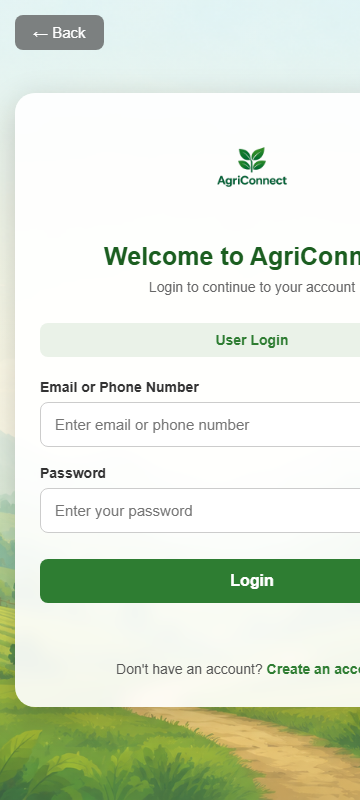 ← Back
AgriConnect
Welcome to AgriConn
Login to continue to your account
User Login
Email or Phone Number
Enter email or phone number
Password
Enter your password
Login
Don't have an account? Create an acc